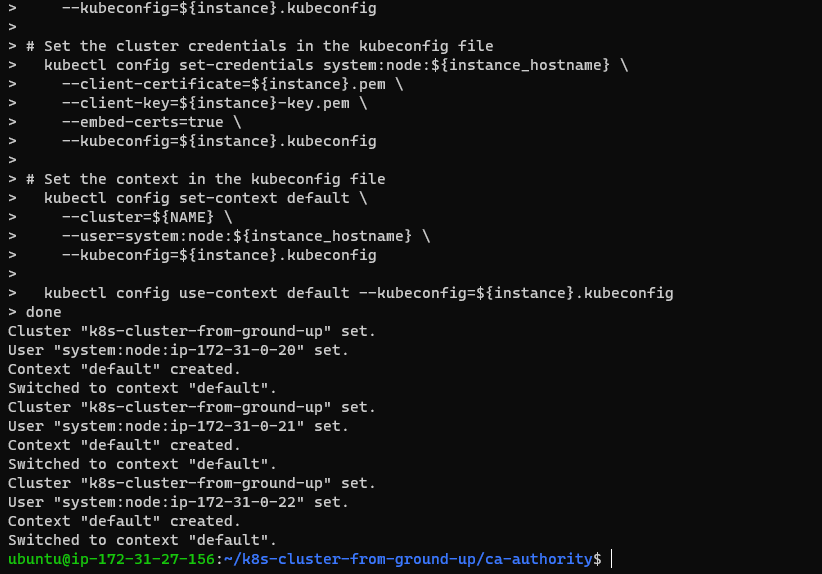 >     --kubeconfig=${instance}.kubeconfig
>
> # Set the cluster credentials in the kubeconfig file
>   kubectl config set-credentials system:node:${instance_hostname} \
>     --client-certificate=${instance}.pem \
>     --client-key=${instance}-key.pem \
>     --embed-certs=true \
>     --kubeconfig=${instance}.kubeconfig
>
> # Set the context in the kubeconfig file
>   kubectl config set-context default \
>     --cluster=${NAME} \
>     --user=system:node:${instance_hostname} \
>     --kubeconfig=${instance}.kubeconfig
>
>   kubectl config use-context default --kubeconfig=${instance}.kubeconfig
> done
Cluster "k8s-cluster-from-ground-up" set.
User "system:node:ip-172-31-0-20" set.
Context "default" created.
Switched to context "default".
Cluster "k8s-cluster-from-ground-up" set.
User "system:node:ip-172-31-0-21" set.
Context "default" created.
Switched to context "default".
Cluster "k8s-cluster-from-ground-up" set.
User "system:node:ip-172-31-0-22" set.
Context "default" created.
Switched to context "default".
ubuntu@ip-172-31-27-156:~/k8s-cluster-from-ground-up/ca-authority$